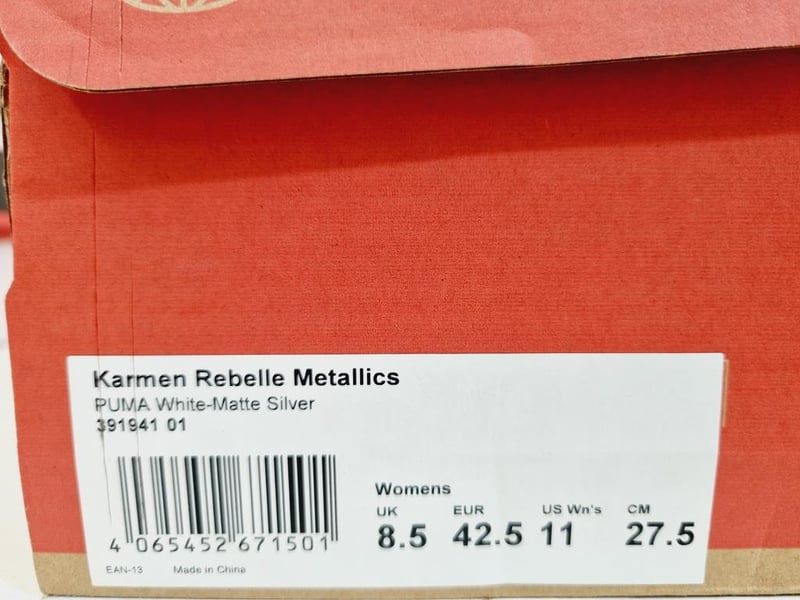 Karmen Rebelle Metallics
PUMA White-Matte Silver
391941 01
Womens
UK EUR US Wn's CM
8.5 42.5 11 27.5
4 065452 671501
EAN-13 Made in China